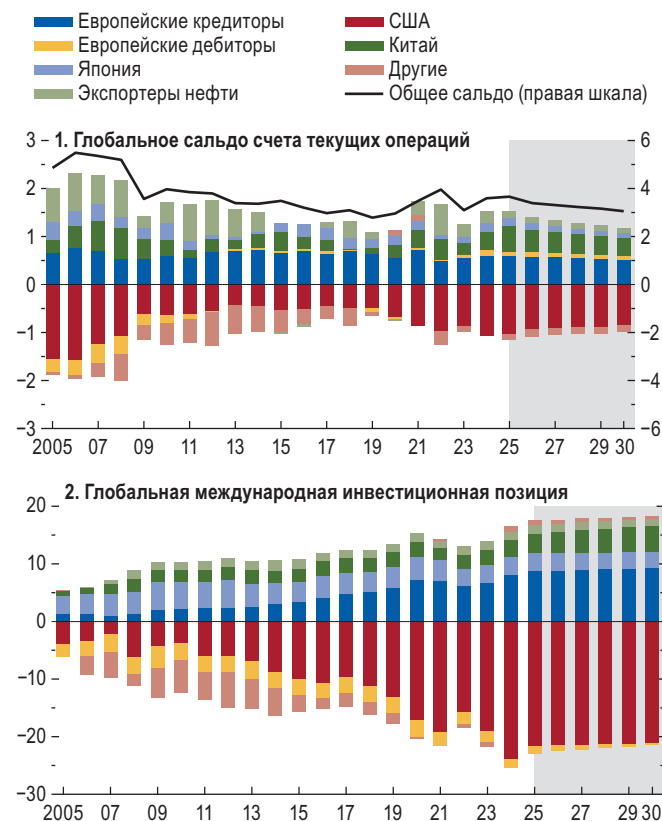 Европейские кредиторы
Европейские дебиторы
Япония
Экспортеры нефти
США
Китай
Другие
Общее сальдо (правая шкала)
1. Глобальное сальдо счета текущих операций
3
2
1
0
−1
−2
−3
6
4
2
0
−2
−4
−6
2005 07 09 11 13 15 17 19 21 23 25 27 29 30
2. Глобальная международная инвестиционная позиция
20
10
0
−10
−20
−30
2005 07 09 11 13 15 17 19 21 23 25 27 29 30